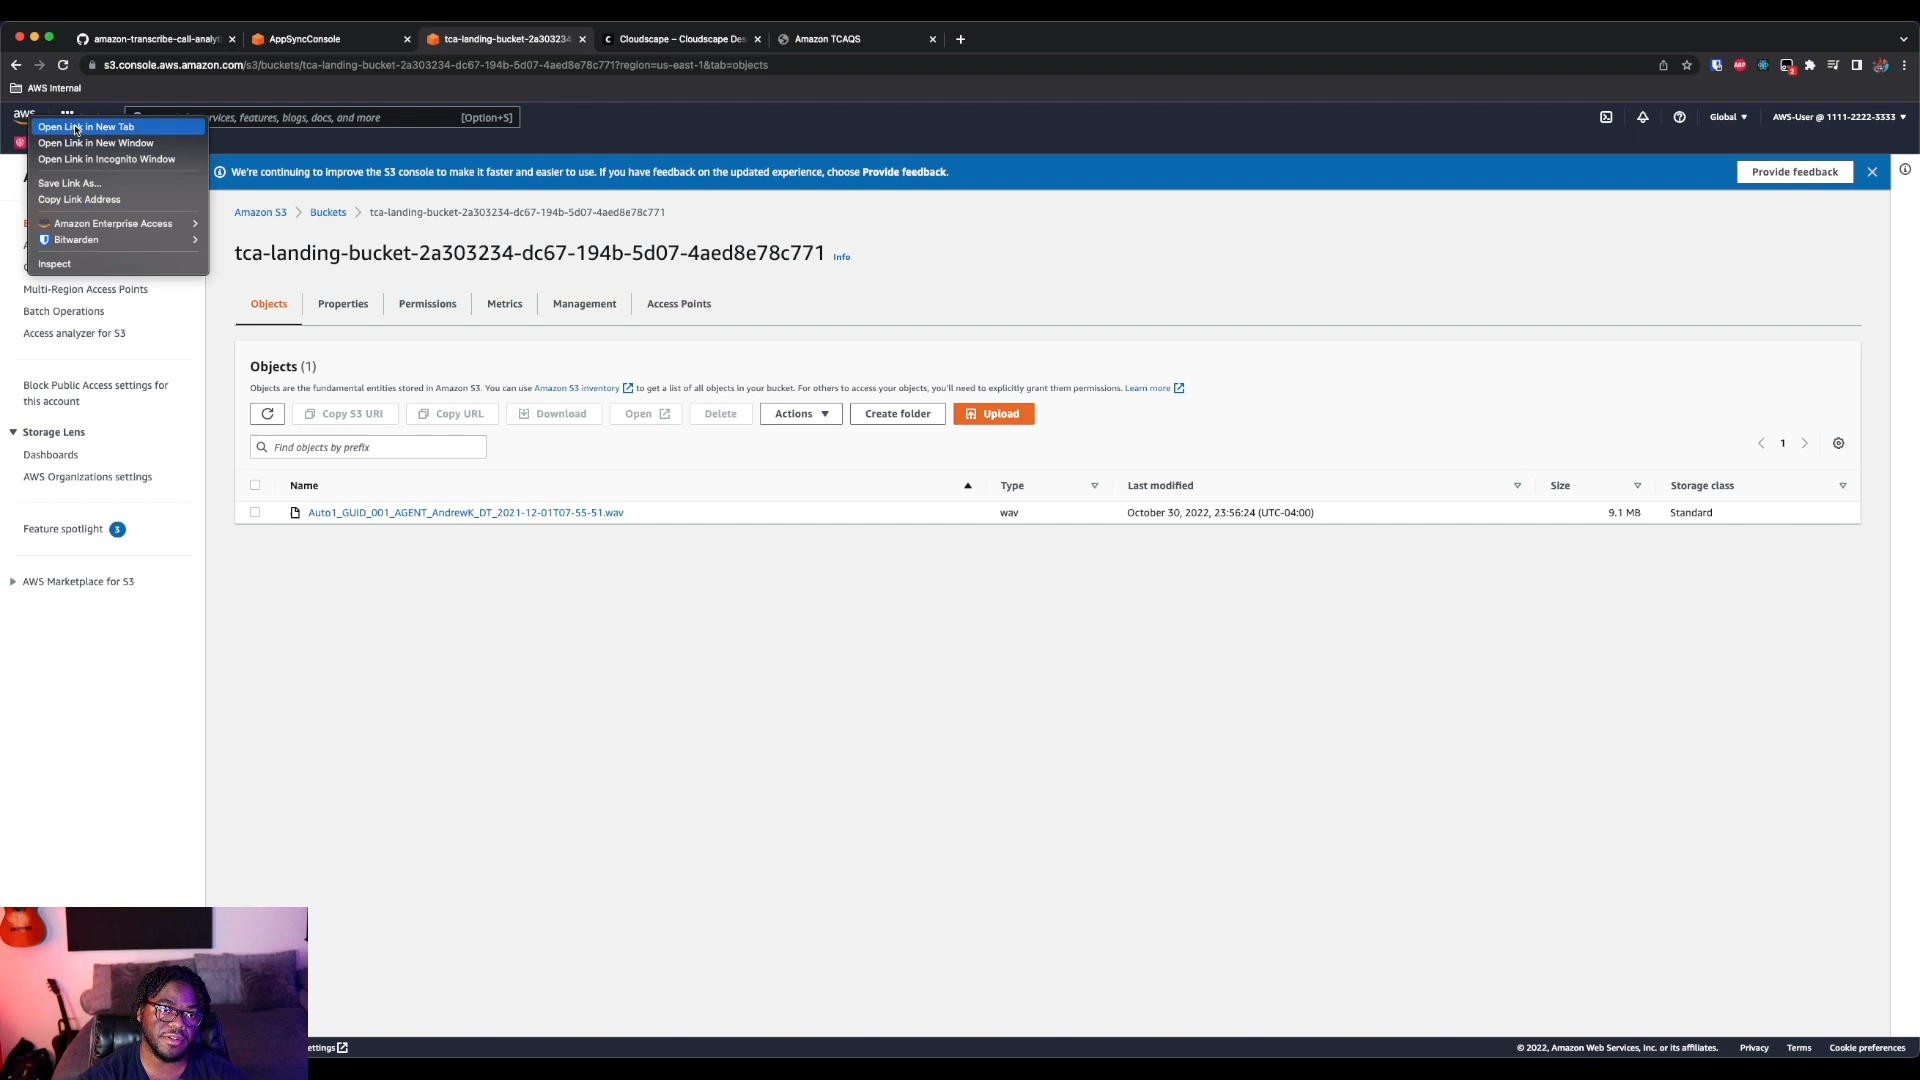 amazon-transcribe-call-analyt
AppSyncConsole
tca-landing-bucket-2a303234
Cloudscape – Cloudscape Des
Amazon TCAQS
s3.console.aws.amazon.com/s3/buckets/tca-landing-bucket-2a303234-dc67-194b-5d07-4aed8e78c771?region=us-east-1&tab=objects
AWS Internal
aws
vices, features, blogs, docs, and more
[Option+S]
Global
AWS-User @ 1111-2222-3333
Open Link in New Tab
Open Link in New Window
Open Link in Incognito Window
Save Link As...
Copy Link Address
Amazon Enterprise Access
Bitwarden
Inspect
We're continuing to improve the S3 console to make it faster and easier to use. If you have feedback on the updated experience, choose Provide feedback.
Provide feedback
Multi-Region Access Points
Batch Operations
Access analyzer for S3
Block Public Access settings for
this account
Storage Lens
Dashboards
AWS Organizations settings
Feature spotlight 3
AWS Marketplace for S3
Amazon S3
Buckets
tca-landing-bucket-2a303234-dc67-194b-5d07-4aed8e78c771
tca-landing-bucket-2a303234-dc67-194b-5d07-4aed8e78c771 Info
Objects
Properties
Permissions
Metrics
Management
Access Points
Objects (1)
Objects are the fundamental entities stored in Amazon S3. You can use Amazon S3 inventory to get a list of all objects in your bucket. For others to access your objects, you'll need to explicitly grant them permissions. Learn more
Copy S3 URI
Copy URL
Download
Open
Delete
Actions
Create folder
Upload
Find objects by prefix
1
Name
Type
Last modified
Size
Storage class
Auto1_GUID_001_AGENT_AndrewK_DT_2021-12-01T07-55-51.wav
wav
October 30, 2022, 23:56:24 (UTC-04:00)
9.1 MB
Standard
ettings
© 2022, Amazon Web Services, Inc. or its affiliates.
Privacy
Terms
Cookie preferences